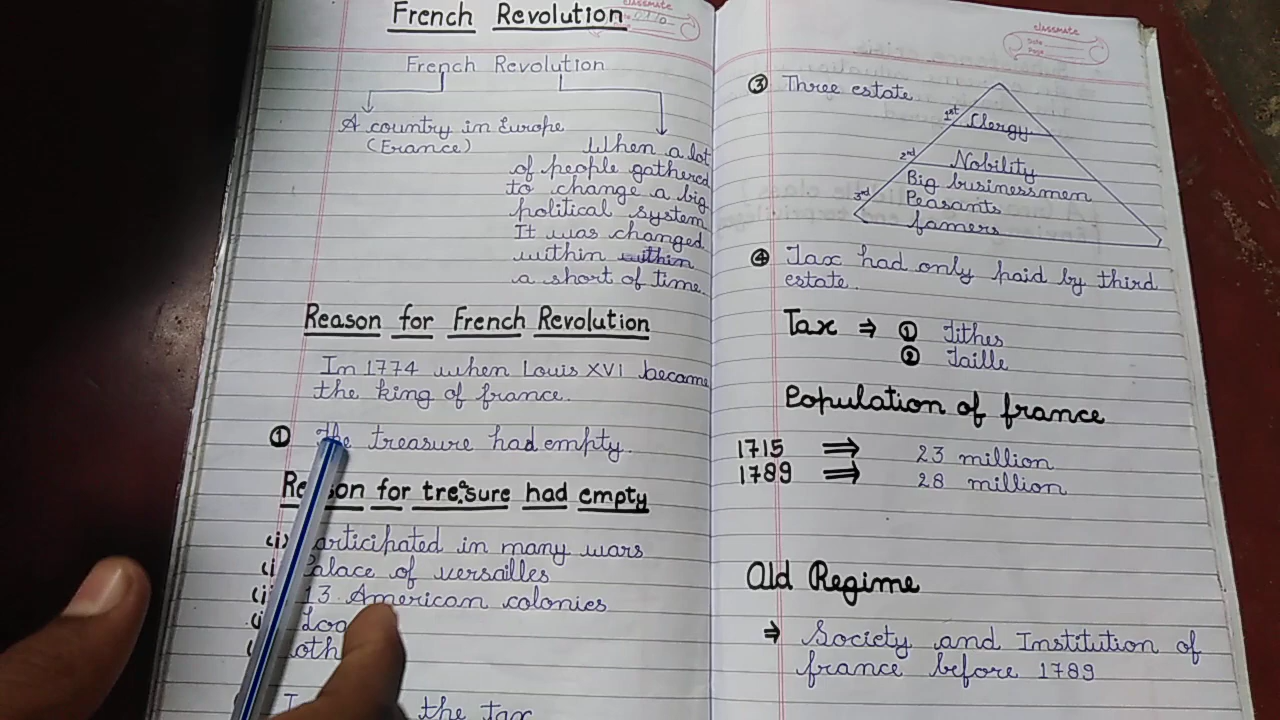 French Revolution
French Revolution
A country in Europe
(France)
When a lot
of people gathered
to change a big
political system
It was changed
within within
a short of time.
Reason for French Revolution
In 1774 when Louis XVI became
the king of france.
① The treasure had empty.
Reason for treasure had empty
(i) Participated in many wars
Palace of versailles
13 American colonies
the tax
classmate
classmate
Date
Page
③ Three estate
1st Clergy
2nd Nobility
Big businessmen
3rd Peasants
famers
④ Tax had only paid by third
estate.
Tax ⇒ ① Tithes
② Taille
Population of france
1715 ⇒ 23 million
1789 ⇒ 28 million
Old Regime
⇒ Society and Institution of
france before 1789